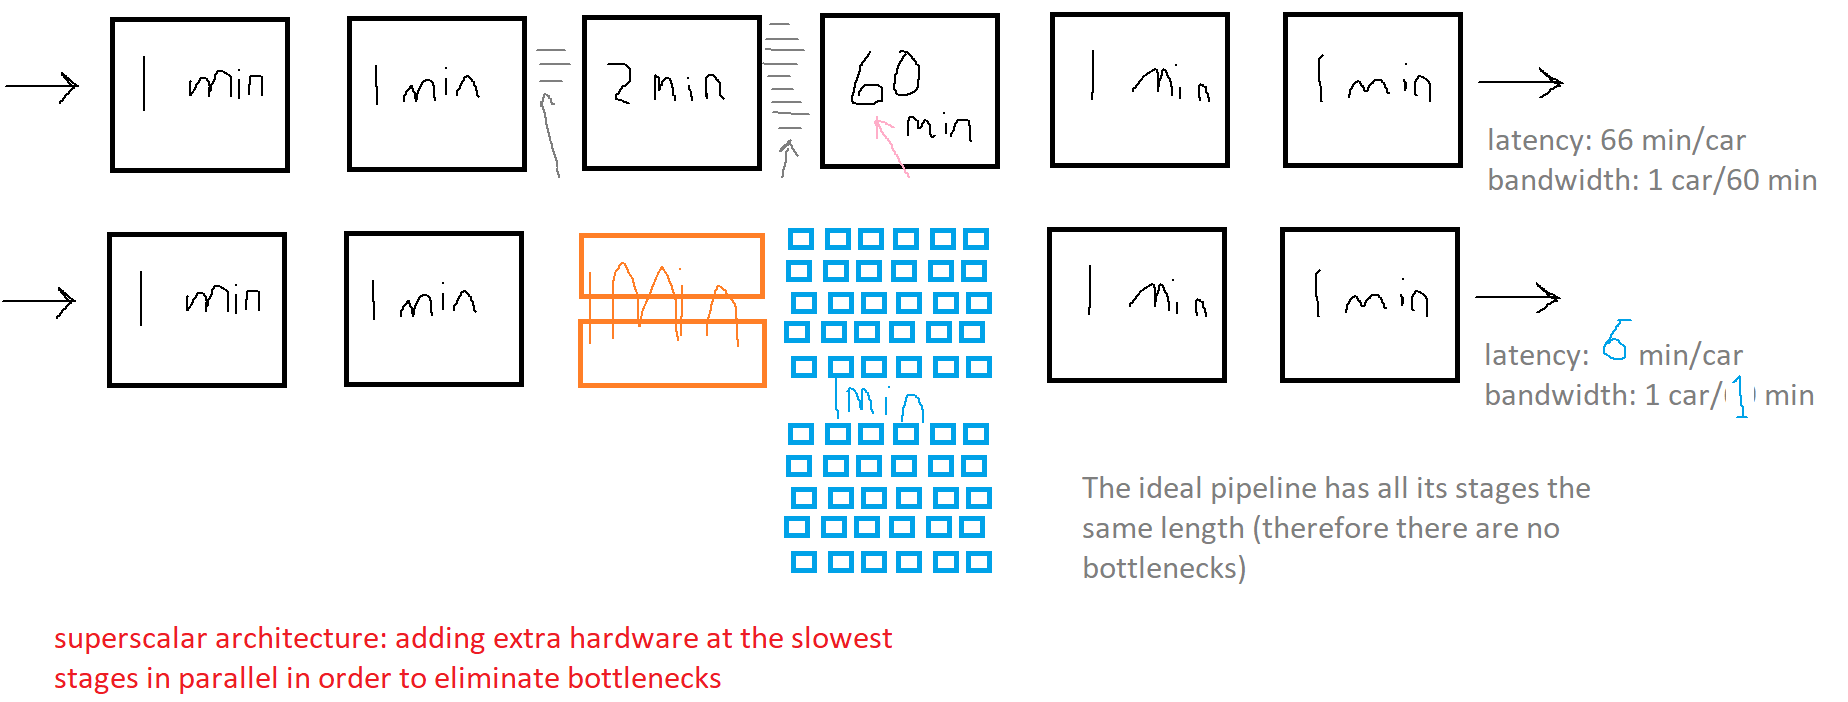 1 min
1 min
2 min
60
min
1 min
1 min
latency: 66 min/car
bandwidth: 1 car/60 min
1 min
1 min
1 min
1 min
1 min
1 min
latency: 6 min/car
bandwidth: 1 car/1 min
The ideal pipeline has all its stages the
same length (therefore there are no
bottlenecks)
superscalar architecture: adding extra hardware at the slowest
stages in parallel in order to eliminate bottlenecks